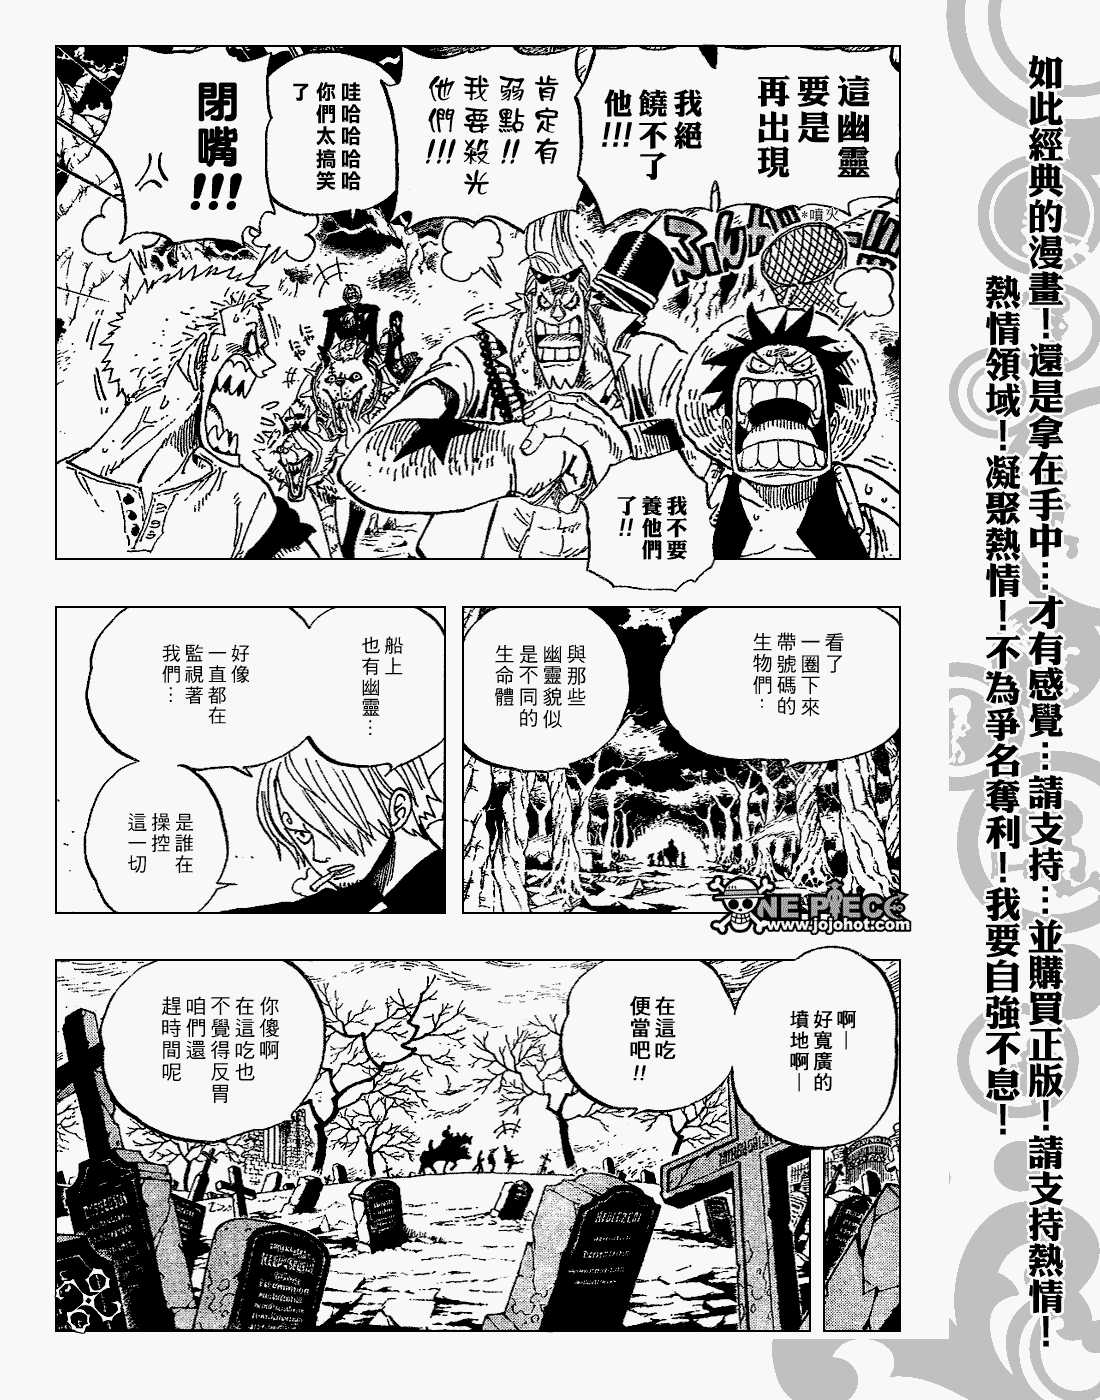 這幽靈
要是
再出現
我絕
饒不了
他!!!
肯定有
弱點!!
我要殺光
他們!!!
哇哈哈哈哈
你們太搞笑
了
閉嘴!!!
*噴火
我不要
養他們
了!!
看了
一圈下來
帶號碼的
生物們…
與那些
幽靈貌似
是不同的
生命體
船上
也有幽靈…
好像
一直都在
監視著
我們…
是誰在
操控
這一切
ONE PIECE
www.jojohot.com
啊—
好寬廣的
墳地啊—
在這吃
便當吧!!
你傻啊
在這吃也
不覺得反胃
咱們還
趕時間呢
如此經典的漫畫！還是拿在手中…才有感覺…請支持…並購買正版！請支持熱情！
熱情領域！凝聚熱情！不為爭名奪利！我要自強不息！